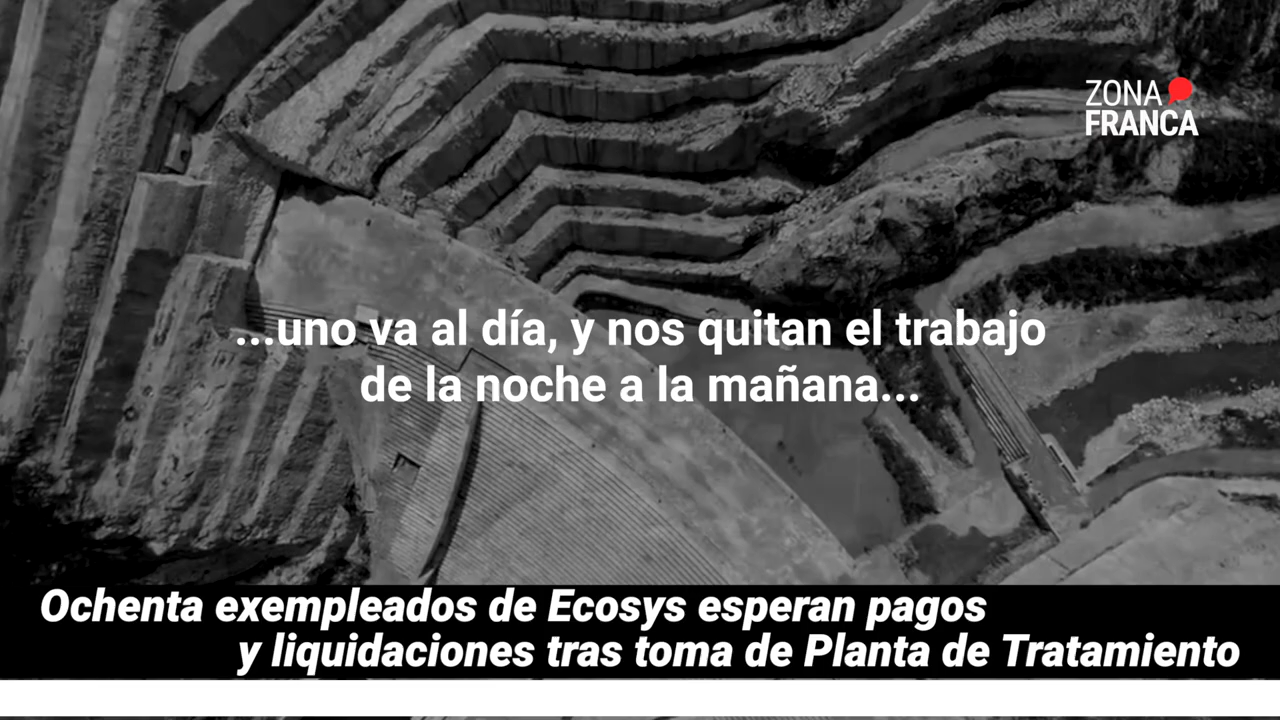 ZONA
FRANCA
...uno va al día, y nos quitan el trabajo
de la noche a la mañana...
Ochenta exempleados de Ecosys esperan pagos
y liquidaciones tras toma de Planta de Tratamiento